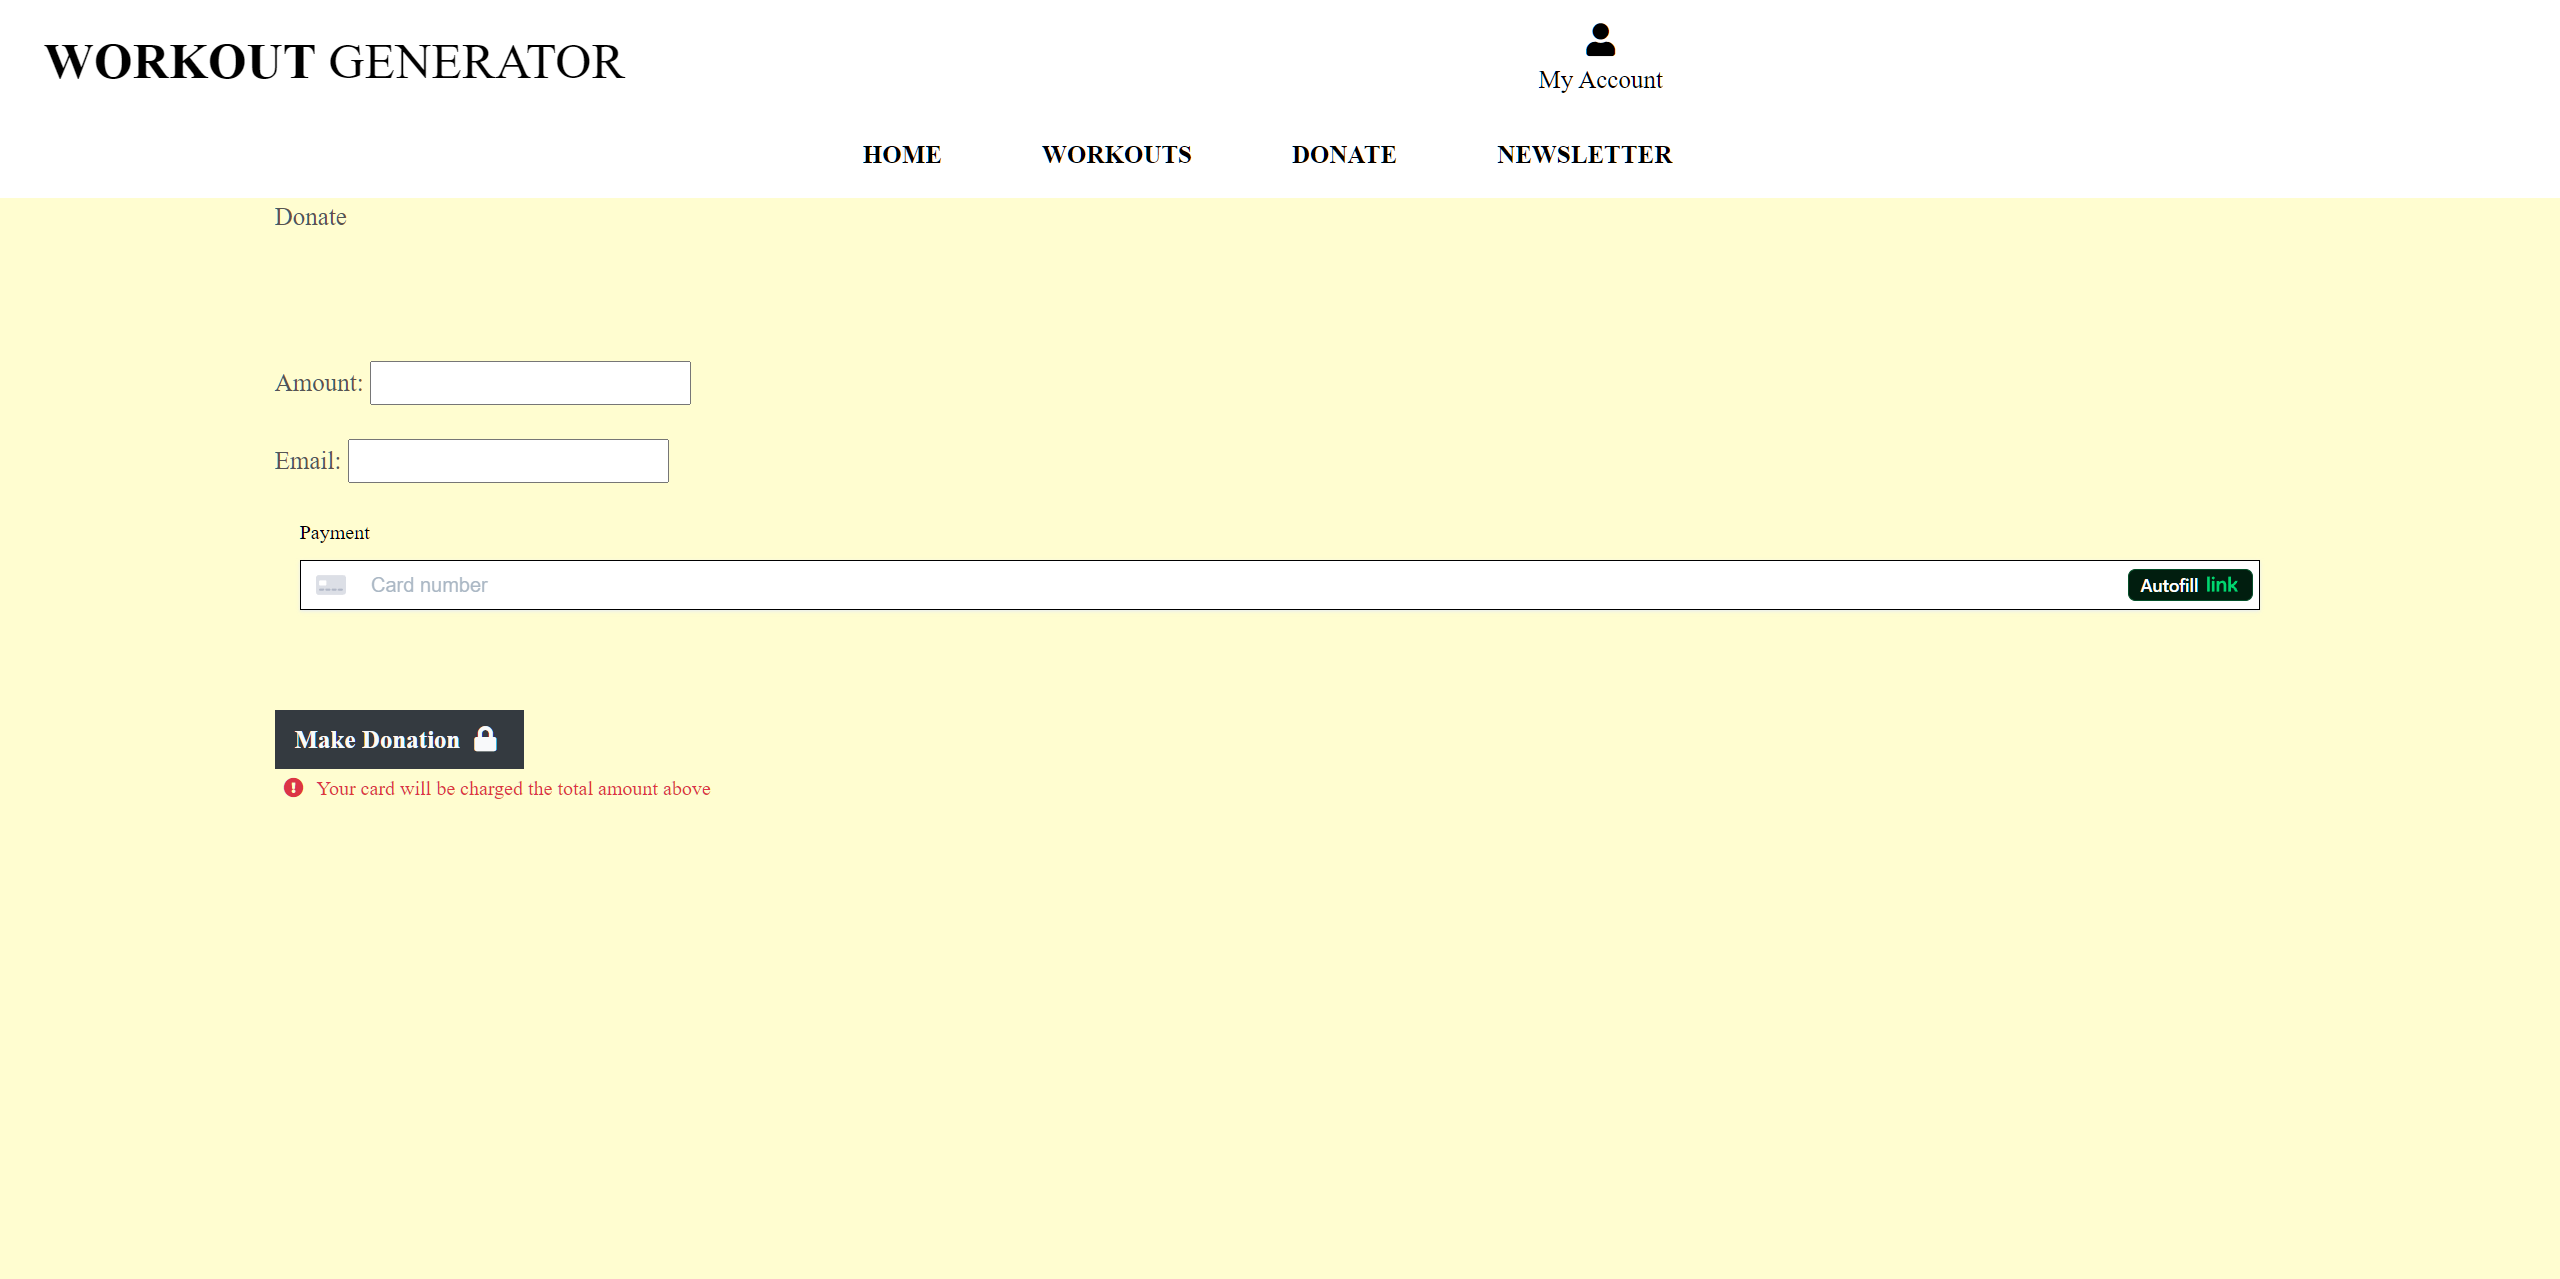 WORKOUT GENERATOR
My Account
HOME WORKOUTS DONATE NEWSLETTER
Donate
Amount:
Email:
Payment
Card number Autofill link
Make Donation
Your card will be charged the total amount above